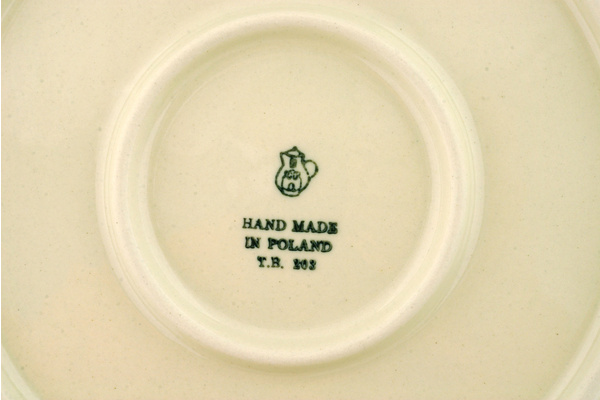 HAND MADE
IN POLAND
T.B. 203